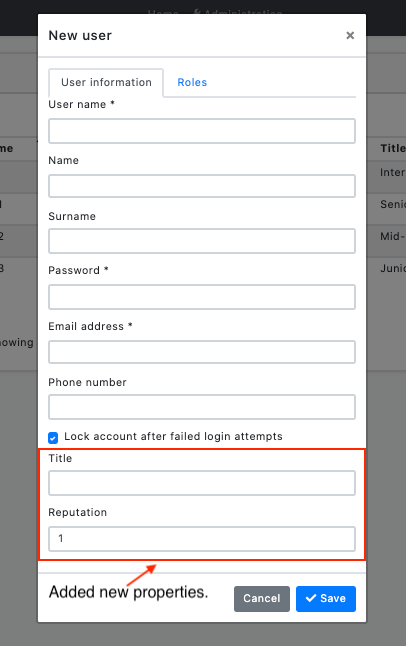 Home Administration
New user ×
User information Roles
User name *
me
Title
Name
Inter
1
Senio
Surname
2
Mid-
3
Junio
Password *
Email address *
nowing
Phone number
Lock account after failed login attempts
Title
Reputation
1
Added new properties.
Cancel
Save